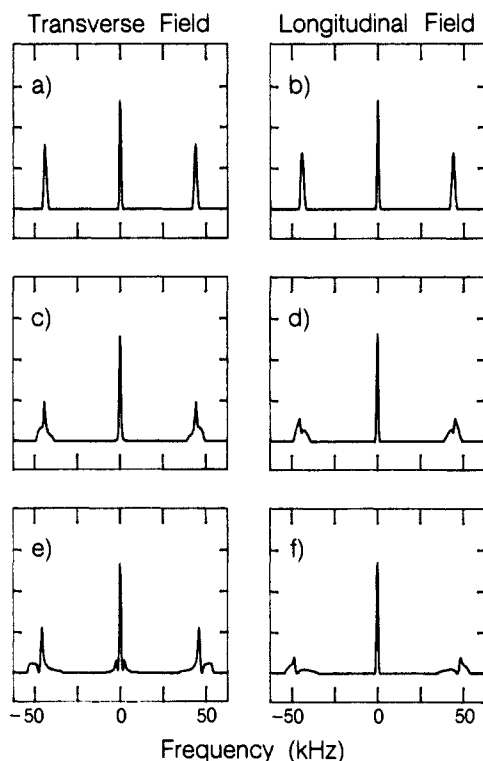 Transverse Field Longitudinal Field
a) b)
c) d)
e) f)
-50 0 50 -50 0 50
Frequency (kHz)